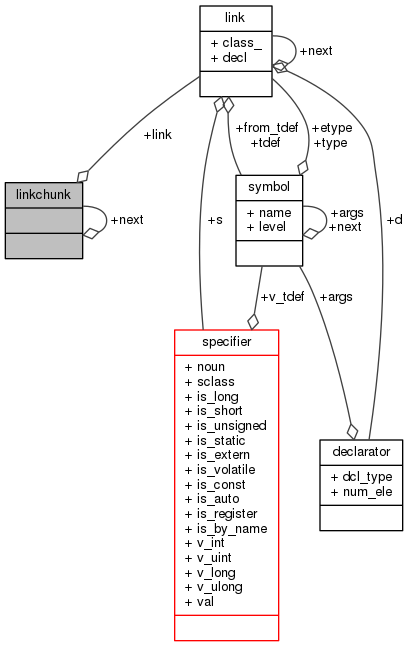 link
+ class_
+ decl
+next
+link
+from_tdef
+tdef
+etype
+type
linkchunk
+next
symbol
+ name
+ level
+args
+next
+s
+d
+v_tdef
+args
specifier
+ noun
+ sclass
+ is_long
+ is_short
+ is_unsigned
+ is_static
+ is_extern
+ is_volatile
+ is_const
+ is_auto
+ is_register
+ is_by_name
+ v_int
+ v_uint
+ v_long
+ v_ulong
+ val
declarator
+ dcl_type
+ num_ele